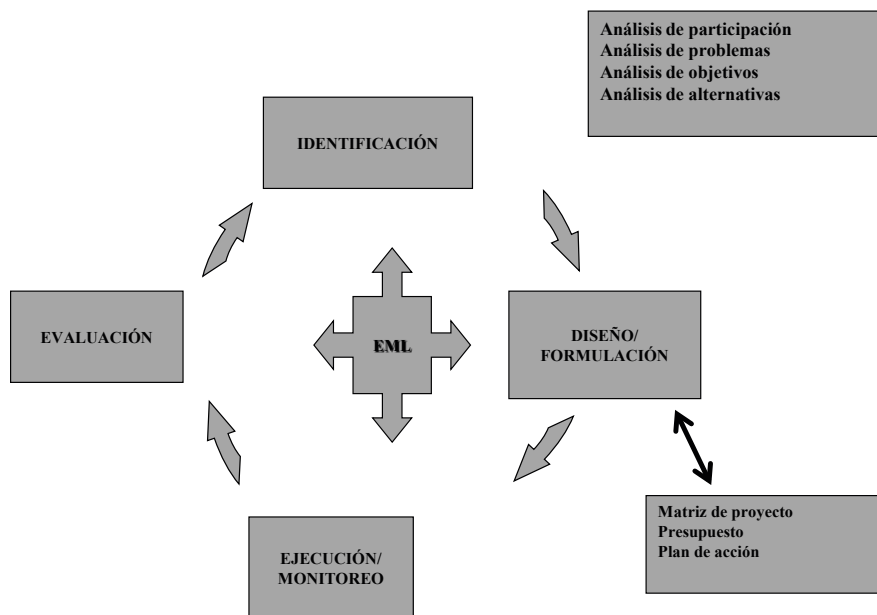 Análisis de participación
Análisis de problemas
Análisis de objetivos
Análisis de alternativas
IDENTIFICACIÓN
EVALUACIÓN
EML
DISEÑO/
FORMULACIÓN
Matriz de proyecto
Presupuesto
Plan de acción
EJECUCIÓN/
MONITOREO